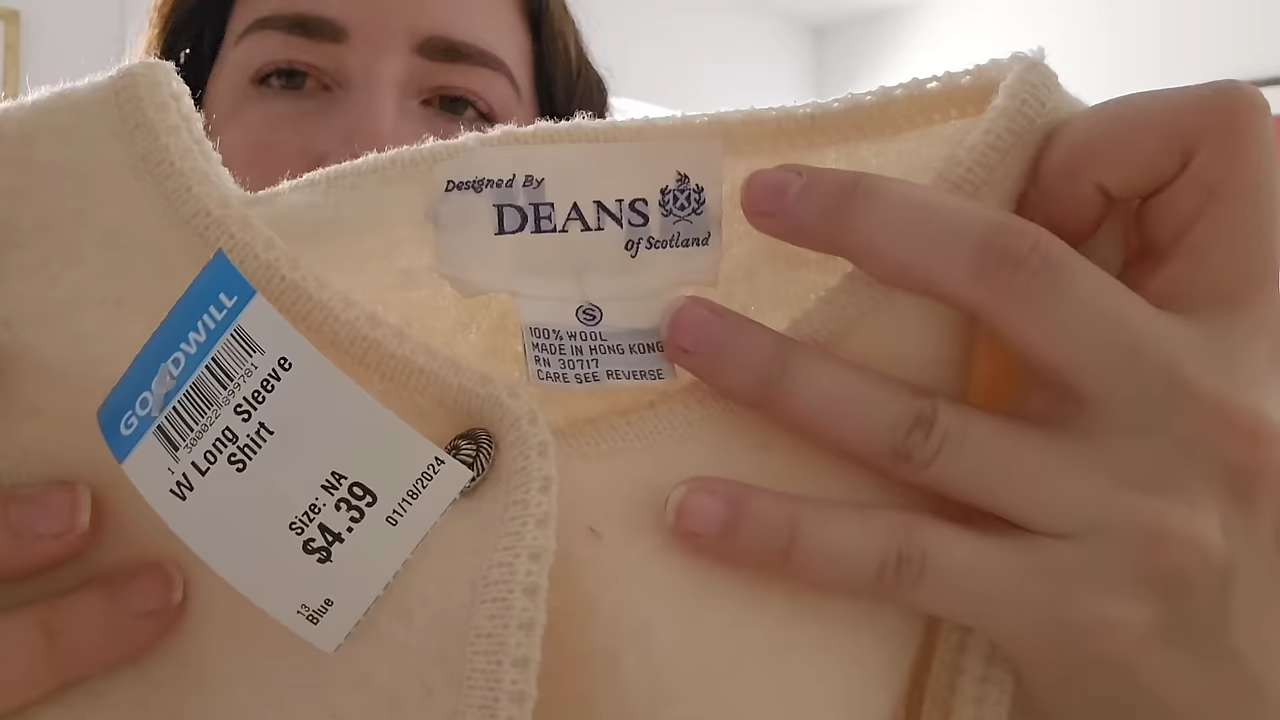 Designed By
DEANS
of Scotland
S
100% WOOL
MADE IN HONG KONG
RN 30717
CARE SEE REVERSE
GOODWILL
W Long Sleeve
Shirt
Size: NA
$4.39
01/18/2024
13
Blue